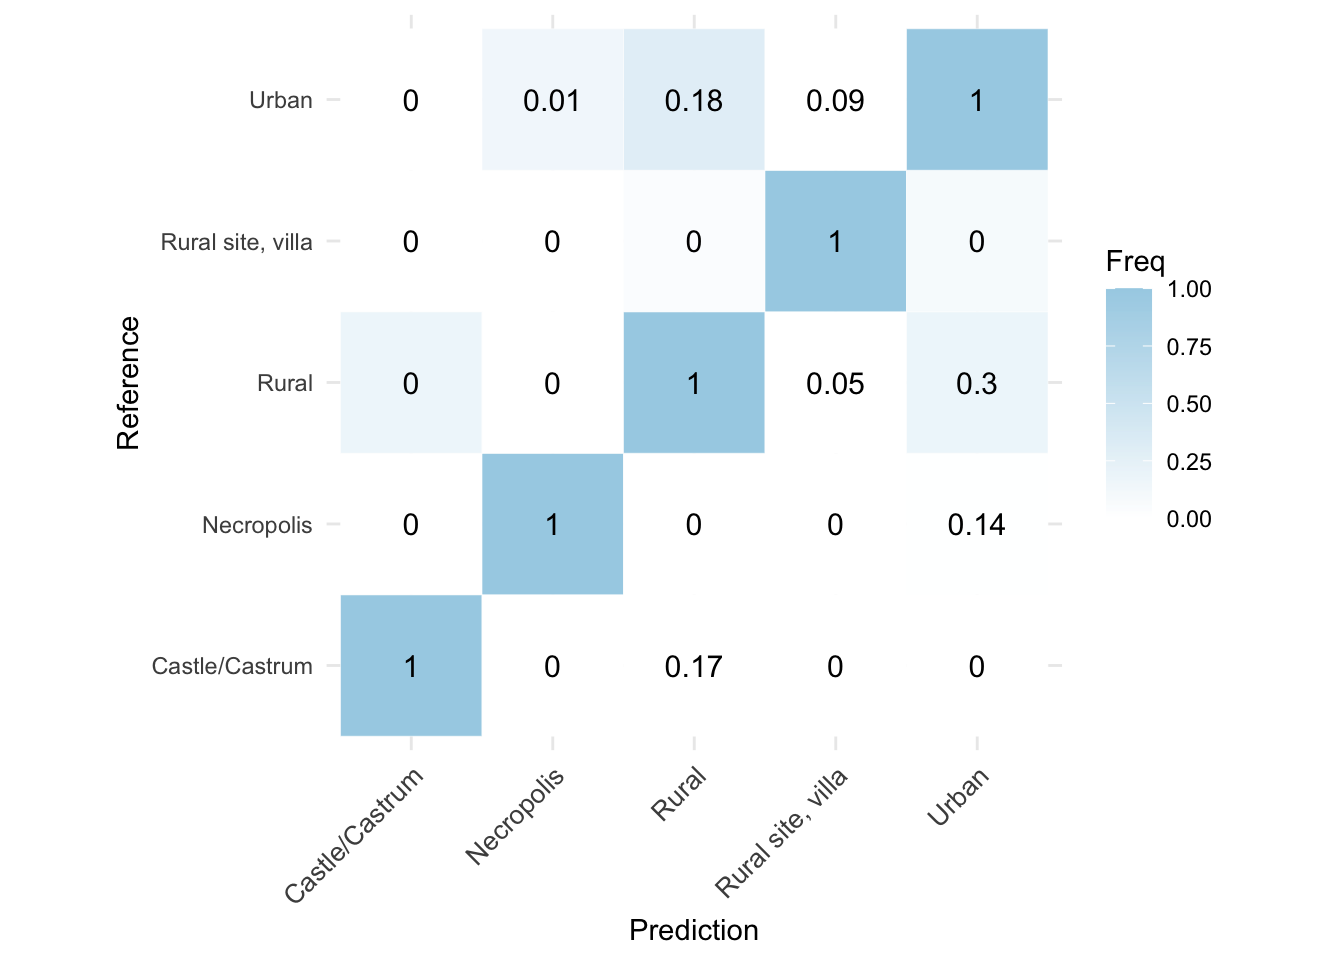 Urban 0 0.01 0.18 0.09 1
Rural site, villa 0 0 0 1 0
Rural 0 0 1 0.05 0.3
Necropolis 0 1 0 0 0.14
Castle/Castrum 1 0 0.17 0 0
Castle/Castrum Necropolis Rural Rural site, villa Urban
Prediction
Reference
Freq
1.00
0.75
0.50
0.25
0.00